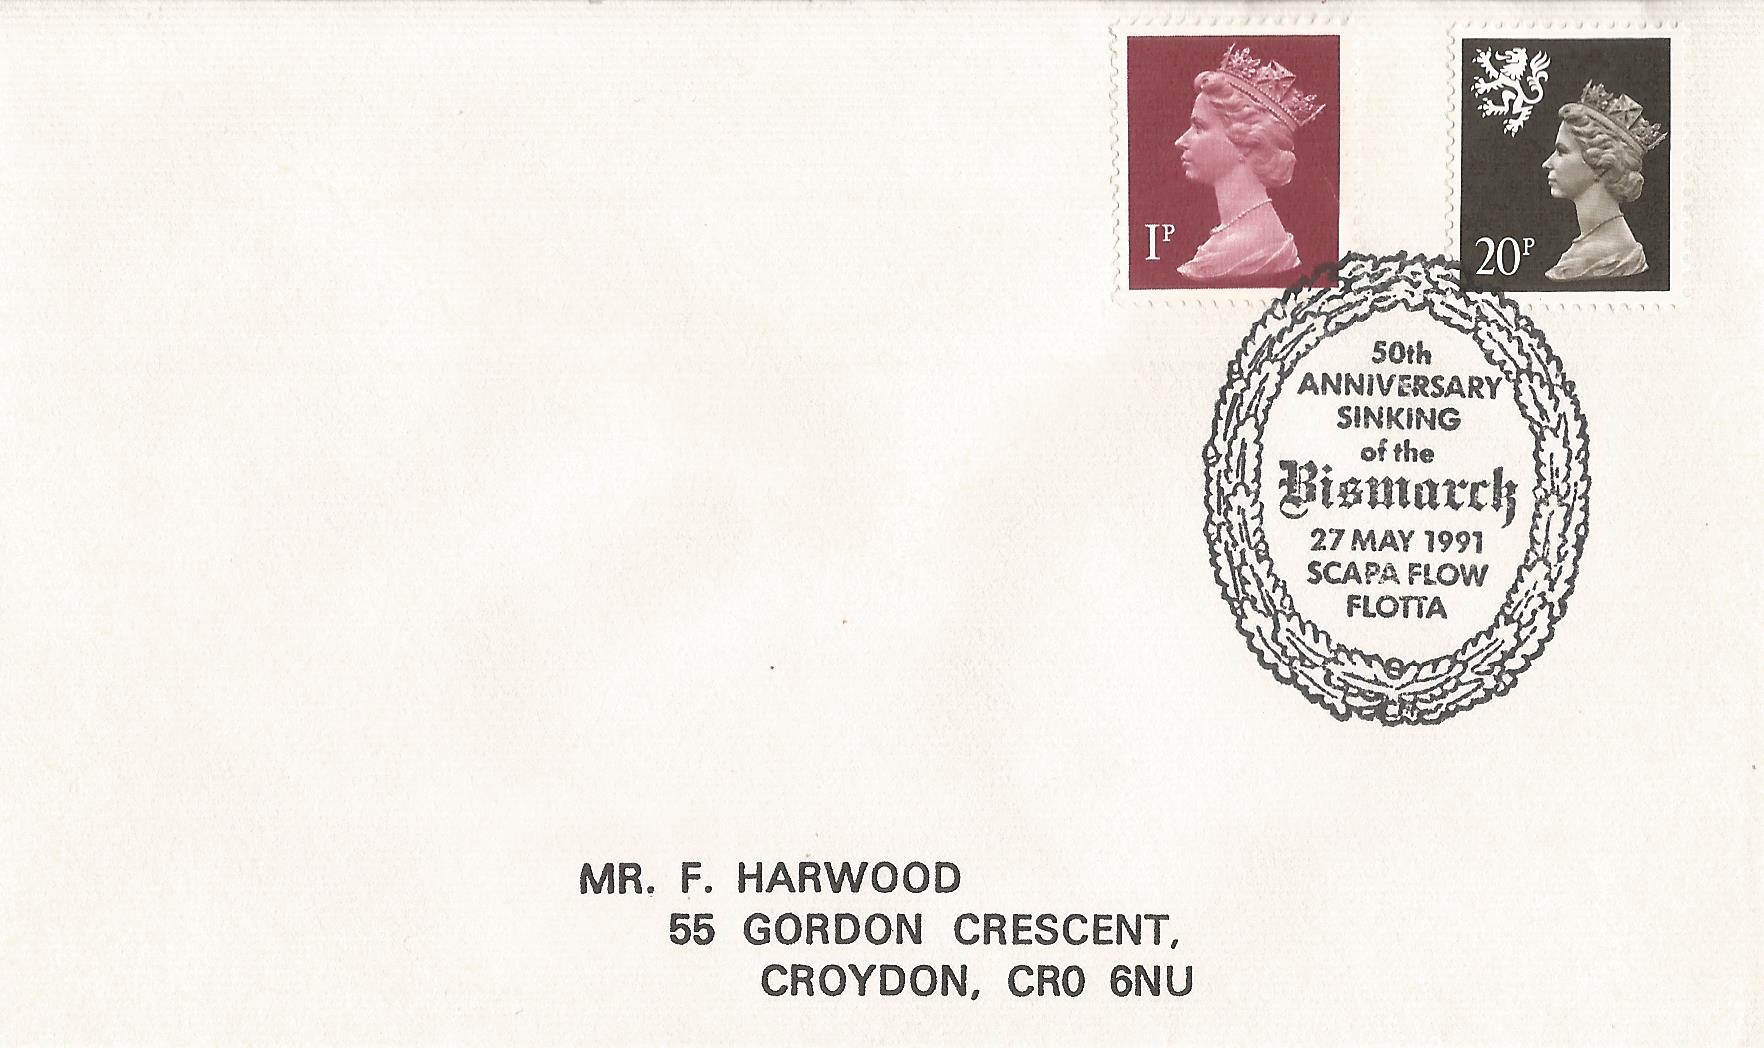 1P
20P
50th
ANNIVERSARY
SINKING
of the
Bismarck
27 MAY 1991
SCAPA FLOW
FLOTTA
MR. F. HARWOOD
55 GORDON CRESCENT,
CROYDON, CR0 6NU